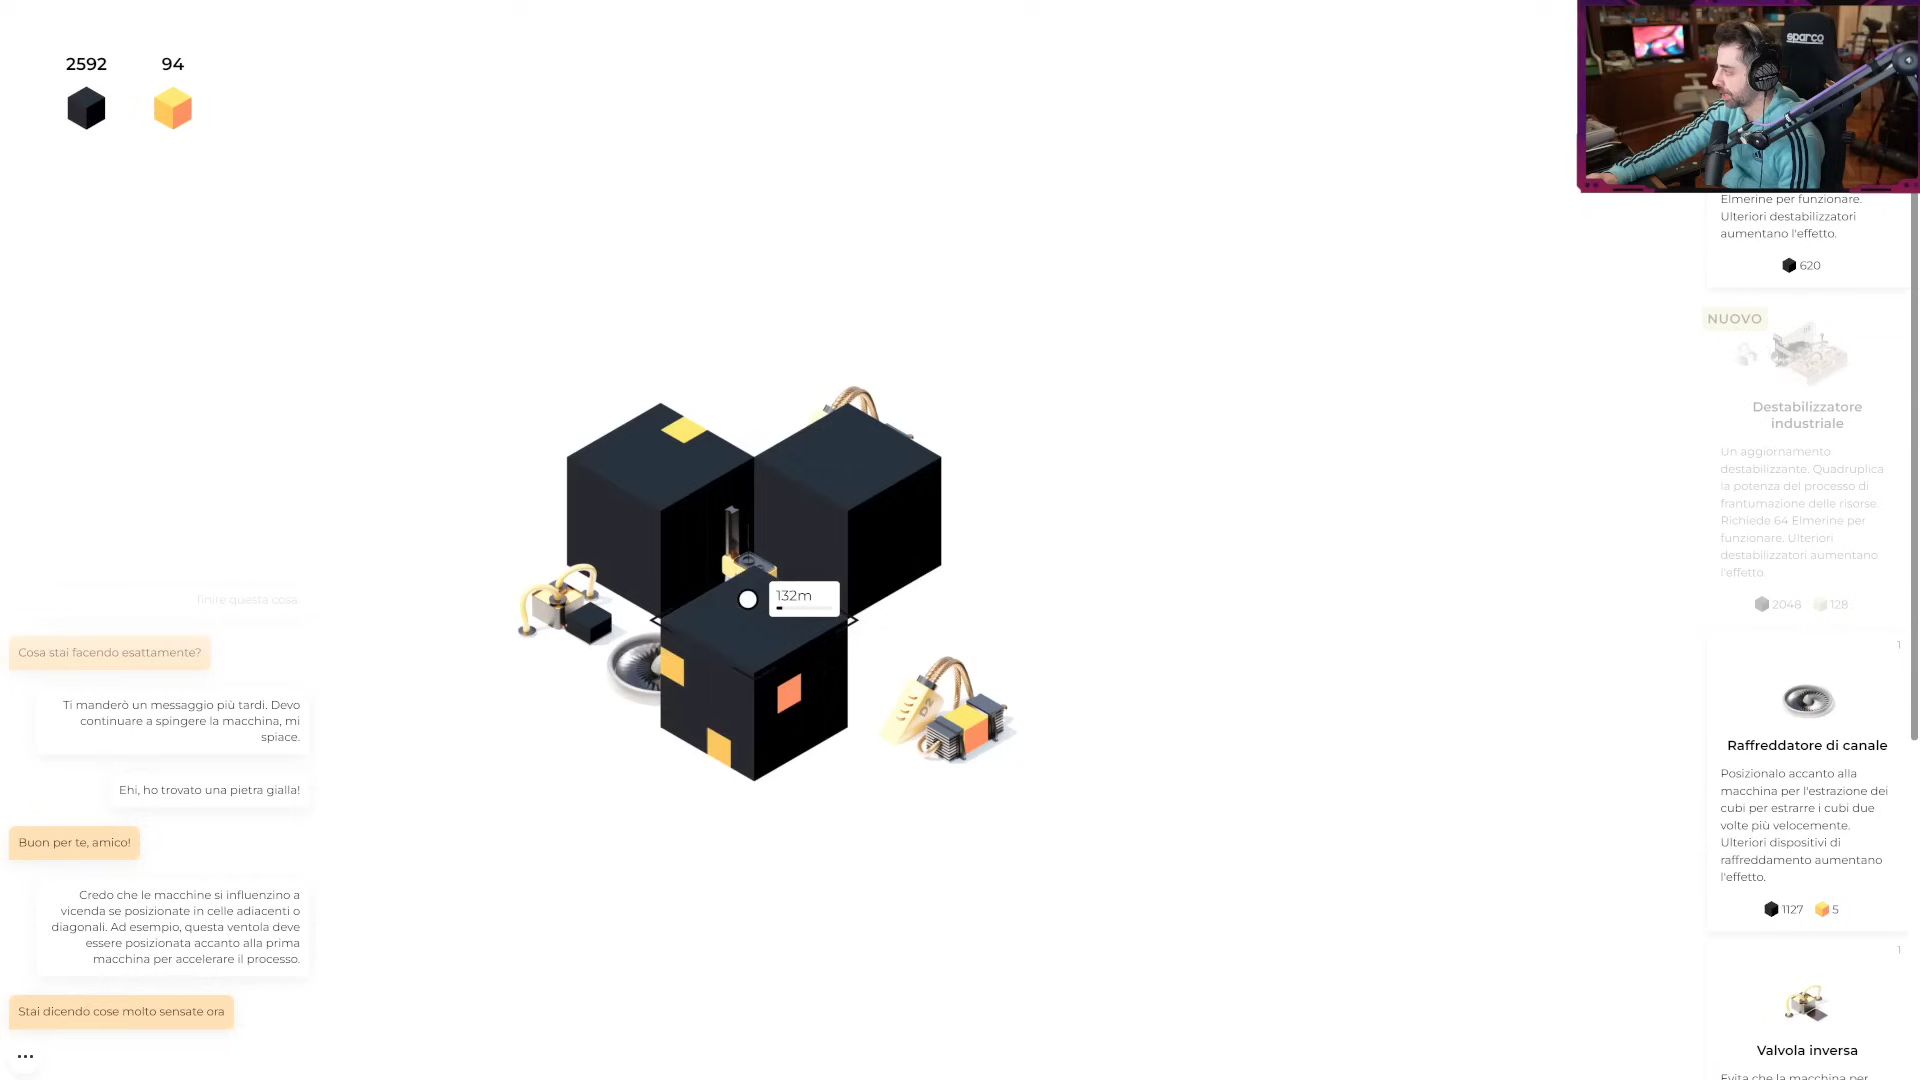 2592
94
sparco
Elmerine per funzionare.
Ulteriori destabilizzatori
aumentano l'effetto.
620
NUOVO
Destabilizzatore
industriale
Un aggiornamento
destabilizzante. Quadruplica
la potenza del processo di
frantumazione delle risorse.
Richiede 64 Elmerine per
funzionare. Ulteriori
destabilizzatori aumentano
l'effetto.
2048
128
1
Raffreddatore di canale
Posizionalo accanto alla
macchina per l'estrazione dei
cubi per estrarre i cubi due
volte più velocemente.
Ulteriori dispositivi di
raffreddamento aumentano
l'effetto.
1127
5
1
Valvola inversa
Evita che la macchina per
132m
D2
finire questa cosa.
Cosa stai facendo esattamente?
Ti manderò un messaggio più tardi. Devo
continuare a spingere la macchina, mi
spiace.
Ehi, ho trovato una pietra gialla!
Buon per te, amico!
Credo che le macchine si influenzino a
vicenda se posizionate in celle adiacenti o
diagonali. Ad esempio, questa ventola deve
essere posizionata accanto alla prima
macchina per accelerare il processo.
Stai dicendo cose molto sensate ora
...